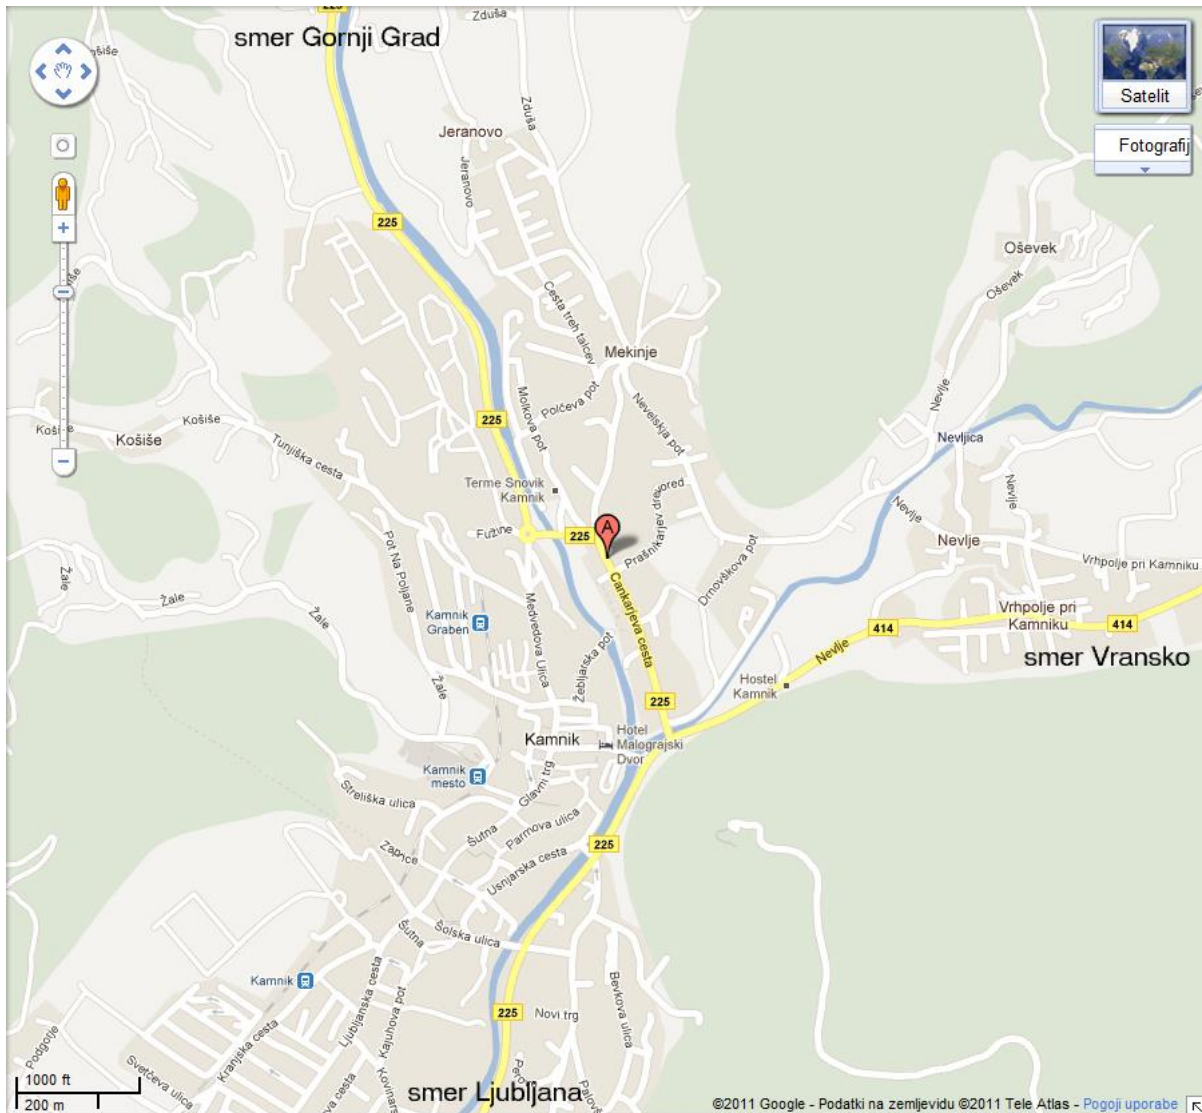 smer Gornji Grad
Zduša
Košiše
Satelit
Fotografij
Zduša
Jeranovo
Jeranovo
225
225
Oševek
Oševek
Cesta treh talcev
Mekinje
Molkova pot
Polčeva pot
Neveljska pot
Nevlje
Košiše
Košiše
Tunjiška cesta
225
Nevljica
Terme Snovik
Kamnik
Prašnikarjev drevored
Nevlje
Nevlje
Nevlje
Fužine
225
A
Drnovškova pot
Vrhpolje pri Kamniku
Pot Na Poljane
Žale
Žale
Žale
Medvedova Ulica
Cankarjeva cesta
Kamnik
Graben
Vrhpolje pri
Kamniku
414
414
smer Vransko
Nevlje
Žebljarska pot
Žale
Hostel
Kamnik
225
Kamnik
Hotel
Malograjski
Dvor
Kamnik
mesto
Glavni trg
Streliška ulica
Šutna
Parmova ulica
Zaprice
Usnjarska cesta
225
Šutna
Šolska ulica
Kamnik
Ljubljanska cesta
Kajuhova pot
Bevkova ulica
225
Novi trg
Podgorje
Kranjska cesta
Svetčeva ulica
1000 ft
200 m
smer Ljubljana
©2011 Google - Podatki na zemljevidu ©2011 Tele Atlas - Pogoji uporabe